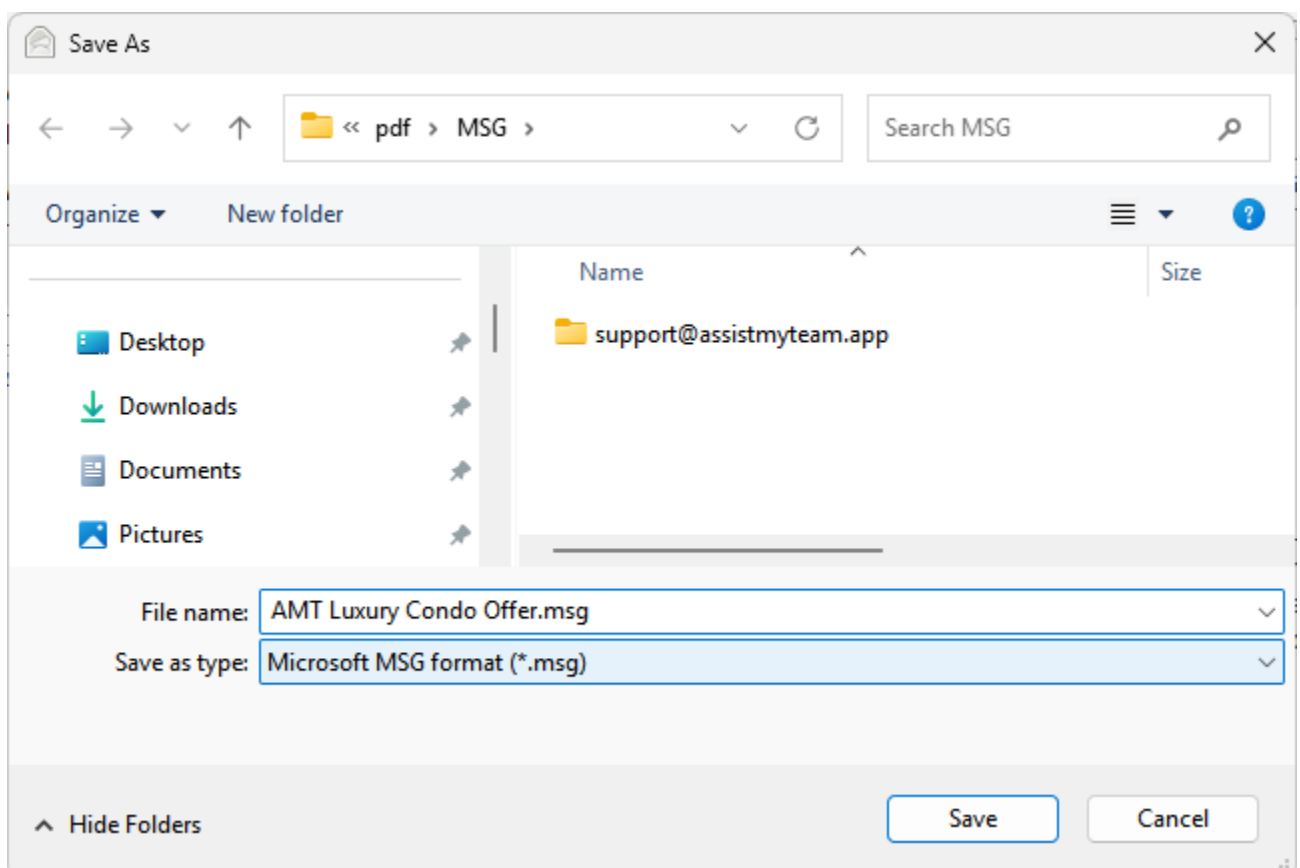 Save As
« pdf › MSG ›
Search MSG
Organize
New folder
?
Name
Size
Desktop
Downloads
Documents
Pictures
support@assistmyteam.app
File name: AMT Luxury Condo Offer.msg
Save as type: Microsoft MSG format (*.msg)
Hide Folders
Save
Cancel